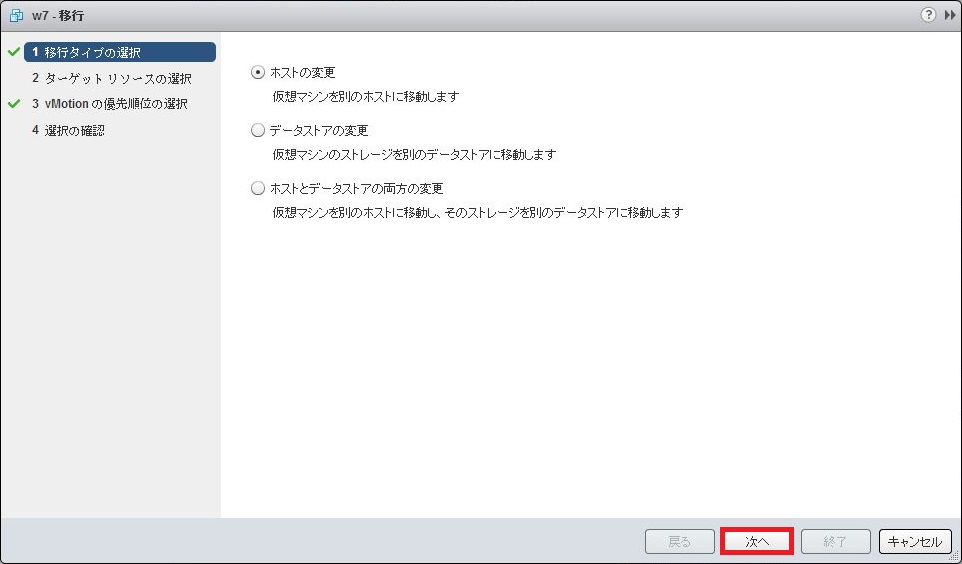 w7 - 移行
?
1 移行タイプの選択
2 ターゲット リソースの選択
3 vMotion の優先順位の選択
4 選択の確認
ホストの変更
仮想マシンを別のホストに移動します
データストアの変更
仮想マシンのストレージを別のデータストアに移動します
ホストとデータストアの両方の変更
仮想マシンを別のホストに移動し、そのストレージを別のデータストアに移動します
戻る 次へ 終了 キャンセル